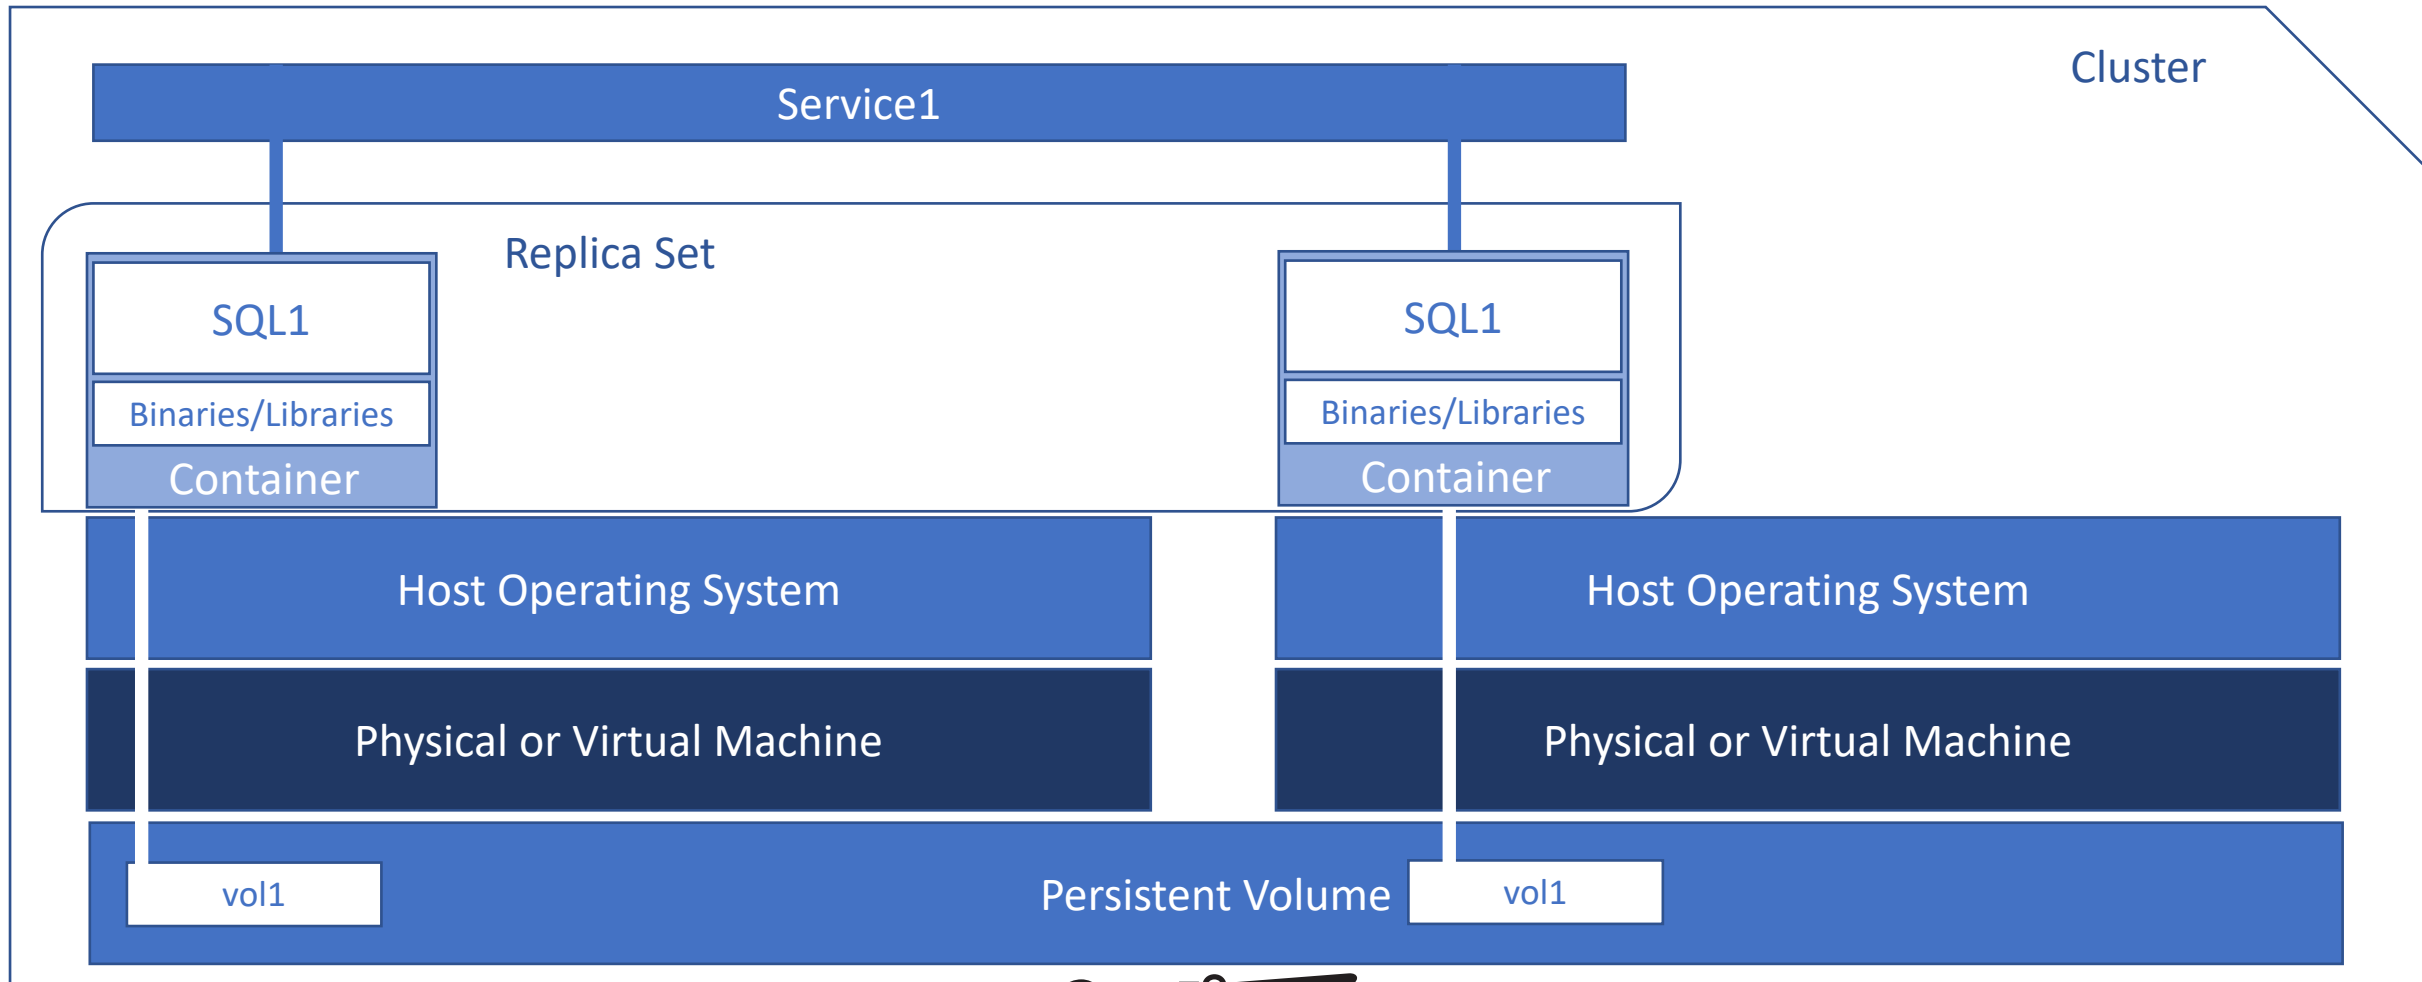 Cluster
Service1
Replica Set
SQL1
SQL1
Binaries/Libraries
Binaries/Libraries
Container
Container
Host Operating System
Host Operating System
Physical or Virtual Machine
Physical or Virtual Machine
vol1
Persistent Volume
vol1